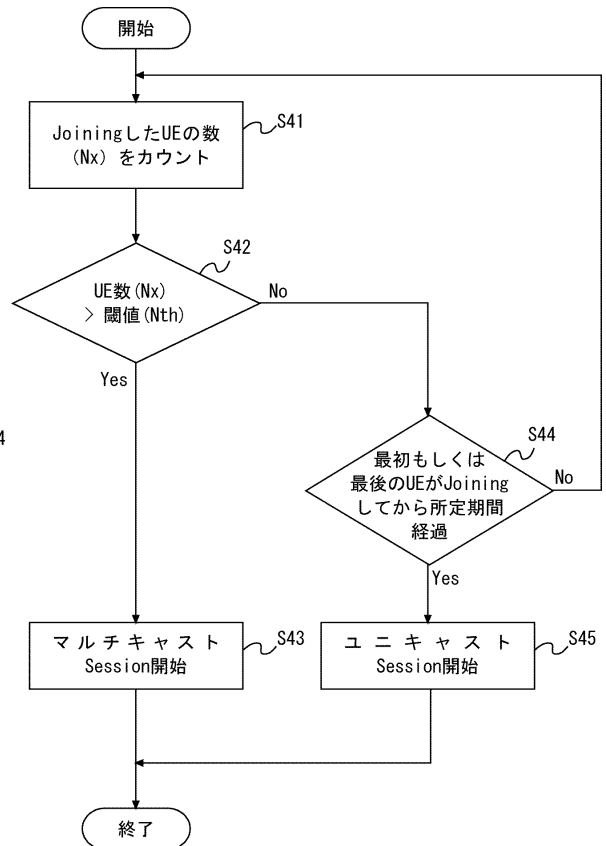 開始
JoiningしたUEの数
(Nx)をカウント
S41
S42
UE数(Nx)
> 閾値(Nth)
No
Yes
4
S44
最初もしくは
最後のUEがJoining
してから所定期間
経過
No
Yes
マルチキャスト
Session開始
S43
ユニキャスト
Session開始
S45
終了